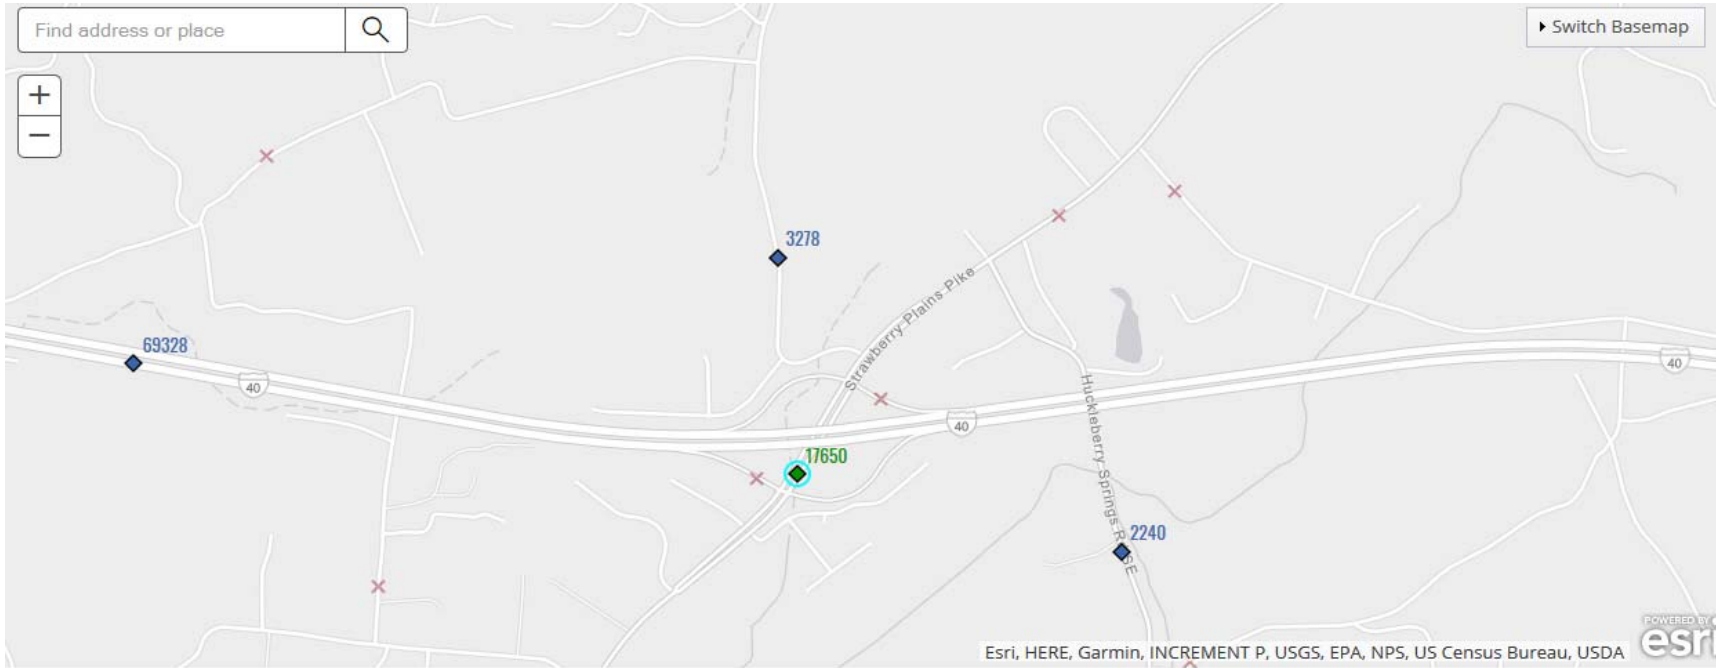 Find address or place
Switch Basemap
+
−
3278
Strawberry Plains Pike
69328
40
40
40
17650
Huckleberry Springs
2240
Esri, HERE, Garmin, INCREMENT P, USGS, EPA, NPS, US Census Bureau, USDA
POWERED BY
esri